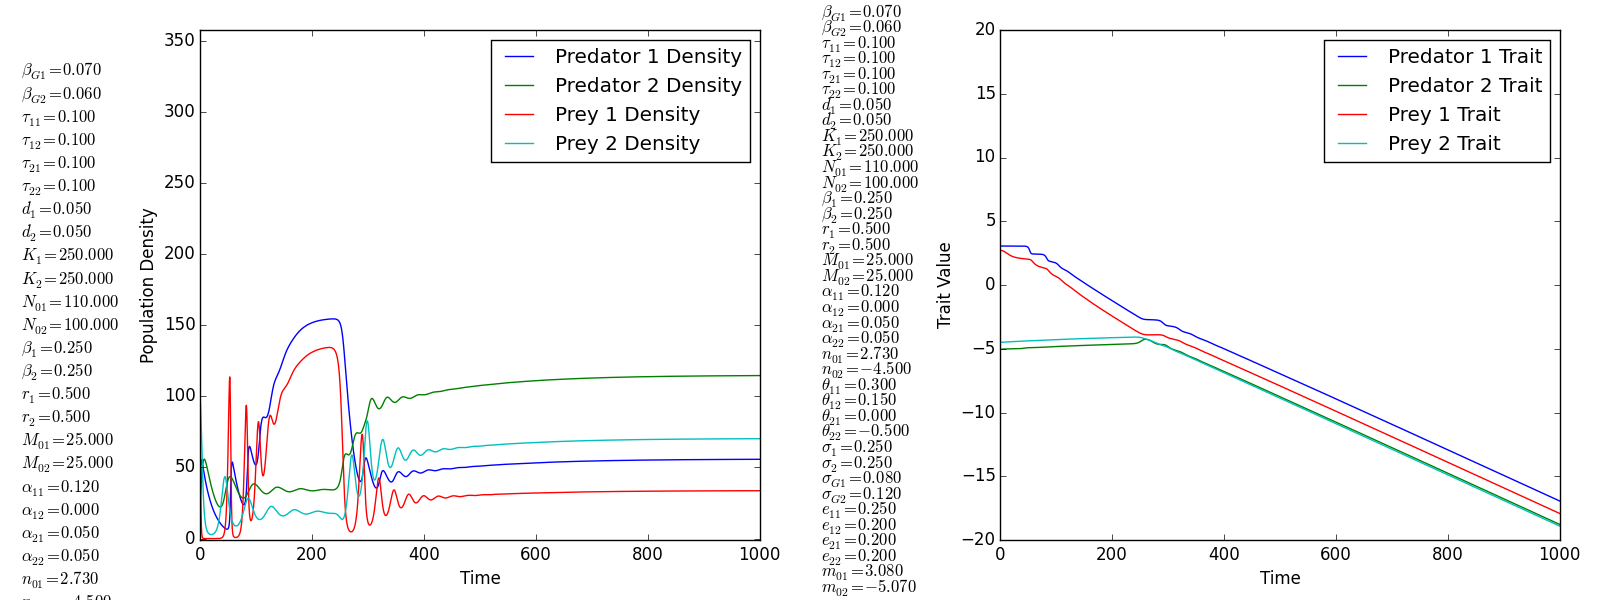 β_G1=0.070
β_G2=0.060
τ_11=0.100
τ_12=0.100
τ_21=0.100
τ_22=0.100
d_1=0.050
d_2=0.050
K_1=250.000
K_2=250.000
N_01=110.000
N_02=100.000
β_1=0.250
β_2=0.250
r_1=0.500
r_2=0.500
M_01=25.000
M_02=25.000
α_11=0.120
α_12=0.000
α_21=0.050
α_22=0.050
n_01=2.730
4.500
350
300
250
200
150
100
50
0
Population Density
Predator 1 Density
Predator 2 Density
Prey 1 Density
Prey 2 Density
0 200 400 600 800 1000
Time
β_G1=0.070
β_G2=0.060
τ_11=0.100
τ_12=0.100
τ_21=0.100
τ_22=0.100
d_1=0.050
d_2=0.050
K_1=250.000
K_2=250.000
N_01=110.000
N_02=100.000
β_1=0.250
β_2=0.250
r_1=0.500
r_2=0.500
M_01=25.000
M_02=25.000
α_11=0.120
α_12=0.000
α_21=0.050
α_22=0.050
n_01=2.730
n_02=−4.500
θ_11=0.300
θ_12=0.150
θ_21=0.000
θ_22=−0.500
σ_1=0.250
σ_2=0.250
σ_G1=0.080
σ_G2=0.120
e_11=0.250
e_12=0.200
e_21=0.200
e_22=0.200
m_01=3.080
m_02=−5.070
20
15
10
5
0
−5
−10
−15
−20
Trait Value
Predator 1 Trait
Predator 2 Trait
Prey 1 Trait
Prey 2 Trait
0 200 400 600 800 1000
Time